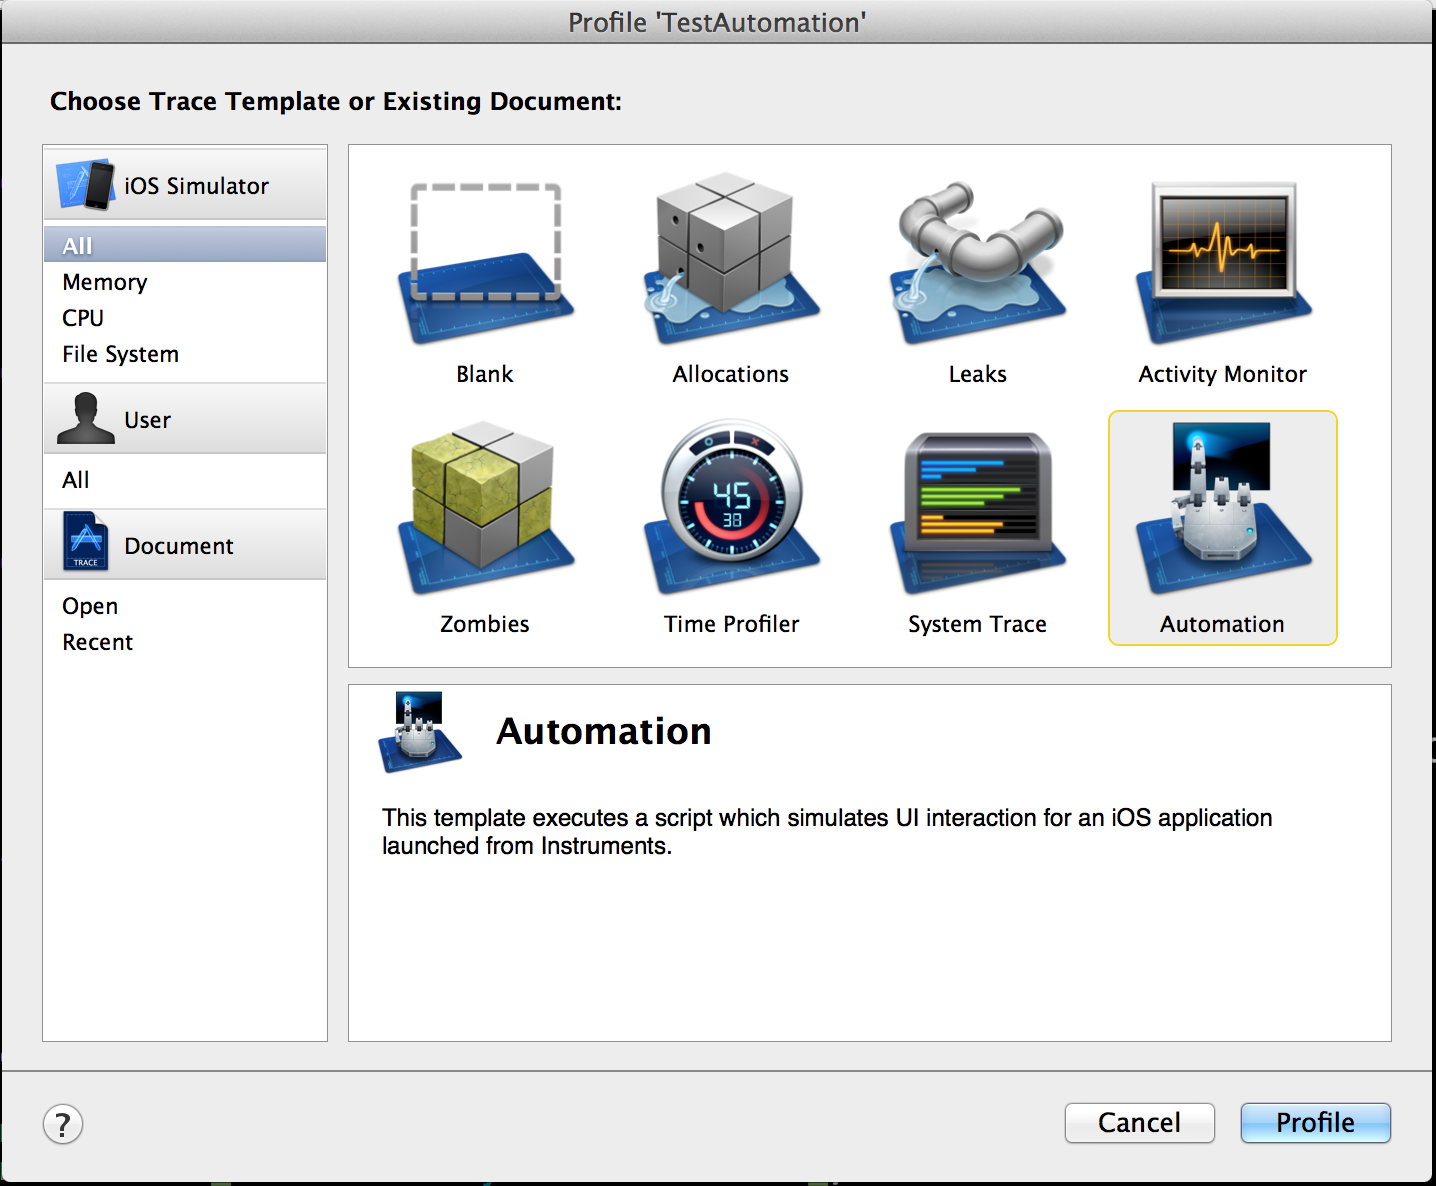 Profile 'TestAutomation'
Choose Trace Template or Existing Document:
iOS Simulator
All
Memory
CPU
File System
User
All
TRACE
Document
Open
Recent
Blank
Allocations
Leaks
Activity Monitor
45
38
Zombies
Time Profiler
System Trace
Automation
Automation
This template executes a script which simulates UI interaction for an iOS application
launched from Instruments.
?
Cancel
Profile